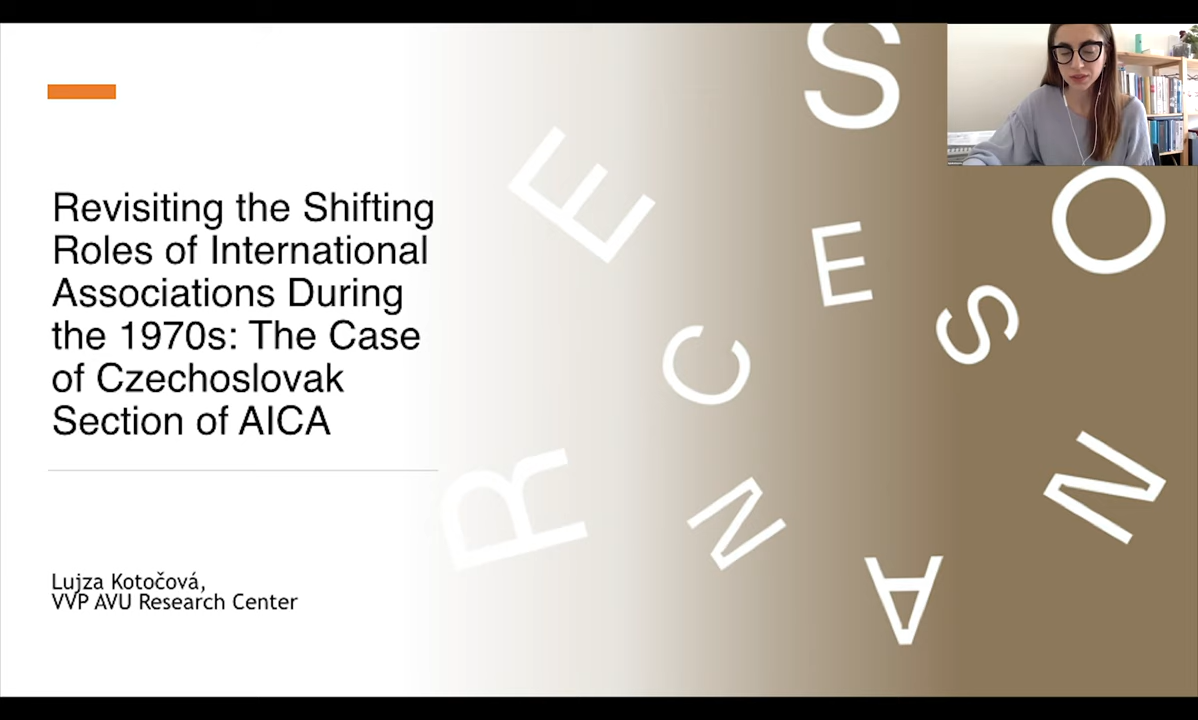 Revisiting the Shifting
Roles of International
Associations During
the 1970s: The Case
of Czechoslovak
Section of AICA
Lujza Kotočová,
VVP AVU Research Center
RESONANCES